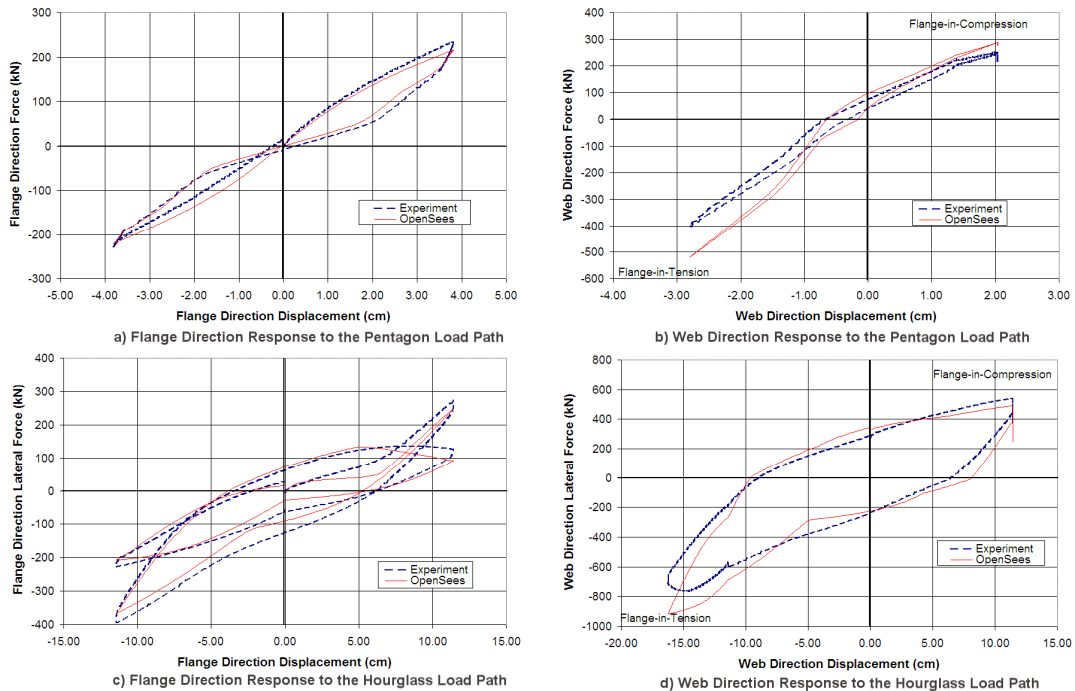 300
200
100
0
-100
-200
-300
-5.00 -4.00 -3.00 -2.00 -1.00 0.00 1.00 2.00 3.00 4.00 5.00
Flange Direction Force (kN)
Flange Direction Displacement (cm)
Experiment
OpenSees
a) Flange Direction Response to the Pentagon Load Path
400
300
200
100
0
-100
-200
-300
-400
-500
-600
-4.00 -3.00 -2.00 -1.00 0.00 1.00 2.00 3.00
Web Direction Force (kN)
Flange-in-Compression
Experiment
OpenSees
Flange-in-Tension
Web Direction Displacement (cm)
b) Web Direction Response to the Pentagon Load Path
400
300
200
100
0
-100
-200
-300
-400
-15.00 -10.00 -5.00 0.00 5.00 10.00 15.00
Flange Direction Lateral Force (kN)
Experiment
OpenSees
Flange Direction Displacement (cm)
c) Flange Direction Response to the Hourglass Load Path
800
600
400
200
0
-200
-400
-600
-800
-1000
-20.00 -15.00 -10.00 -5.00 0.00 5.00 10.00 15.00
Web Direction Lateral Force (kN)
Flange-in-Compression
Experiment
OpenSees
Flange-in-Tension
Web Direction Displacement (cm)
d) Web Direction Response to the Hourglass Load Path